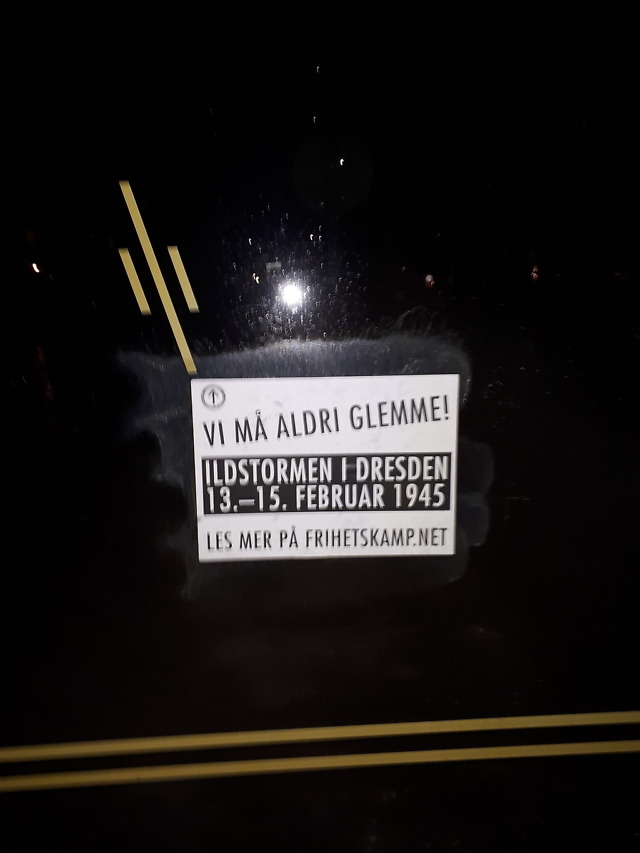 VI MÅ ALDRI GLEMME!
ILDSTORMEN I DRESDEN
13.–15. FEBRUAR 1945
LES MER PÅ FRIHETSKAMP.NET